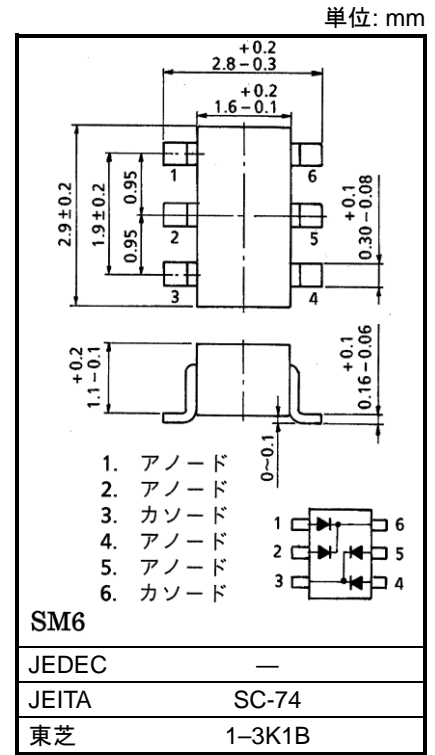 単位: mm
+0.2
2.8−0.3
+0.2
1.6−0.1
1
6
2
5
3
4
2.9±0.2
1.9±0.2
0.95
0.95
+0.1
0.30−0.08
+0.2
1.1−0.1
+0.1
0.16−0.06
0~0.1
1. アノード
2. アノード
3. カソード
4. アノード
5. アノード
6. カソード
1
6
2
5
3
4
SM6
JEDEC ―
JEITA SC-74
東芝 1–3K1B